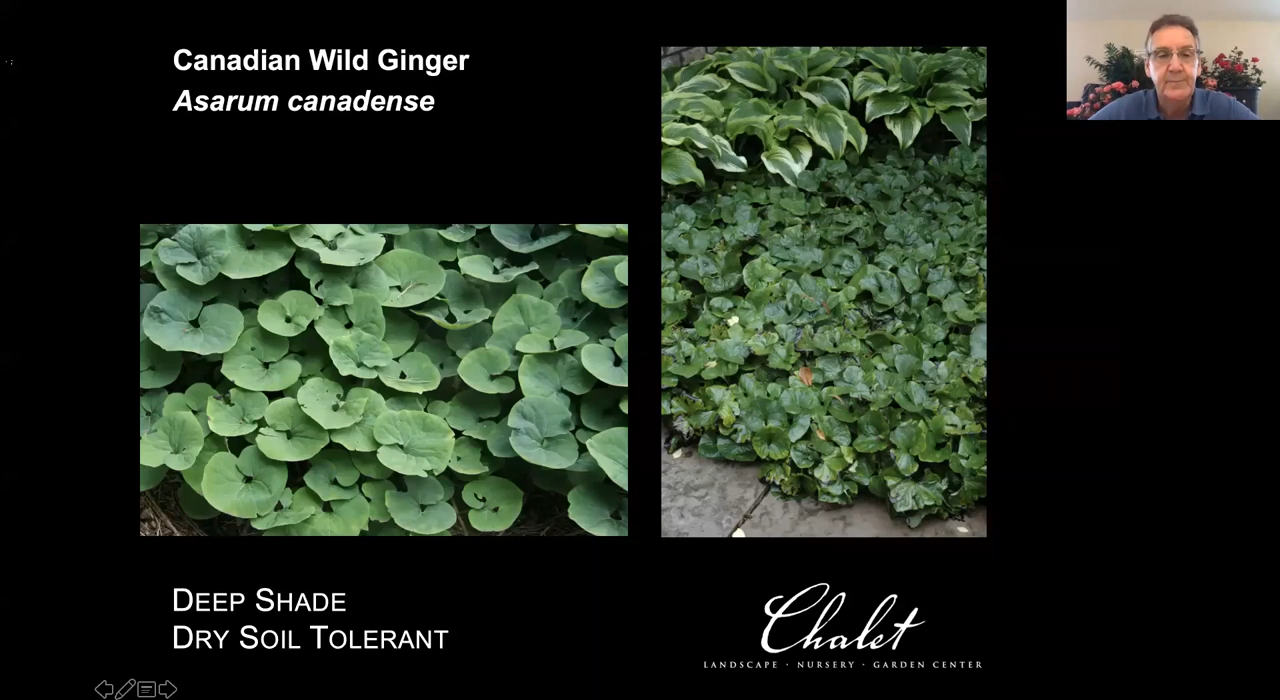 Canadian Wild Ginger
Asarum canadense
DEEP SHADE
DRY SOIL TOLERANT
Chalet
LANDSCAPE · NURSERY · GARDEN CENTER